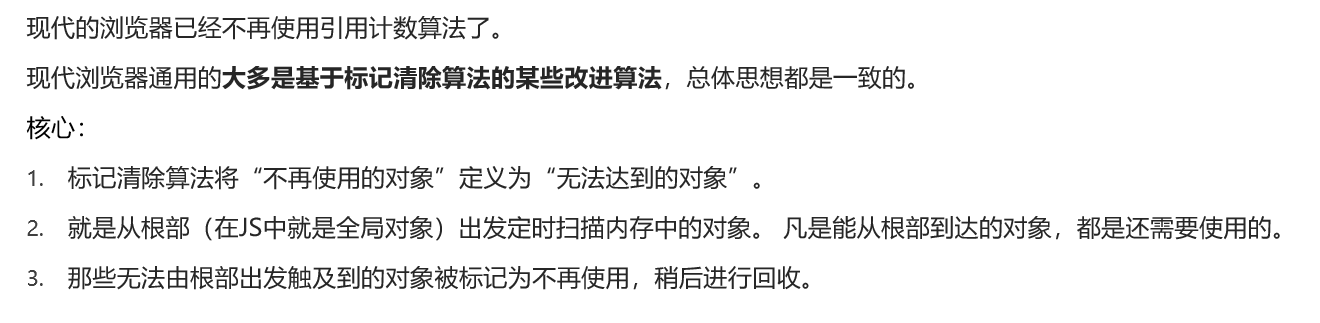 现代的浏览器已经不再使用引用计数算法了。
现代浏览器通用的大多是基于标记清除算法的某些改进算法，总体思想都是一致的。
核心：
1. 标记清除算法将“不再使用的对象”定义为“无法达到的对象”。
2. 就是从根部（在JS中就是全局对象）出发定时扫描内存中的对象。 凡是能从根部到达的对象，都是还需要使用的。
3. 那些无法由根部出发触及到的对象被标记为不再使用，稍后进行回收。